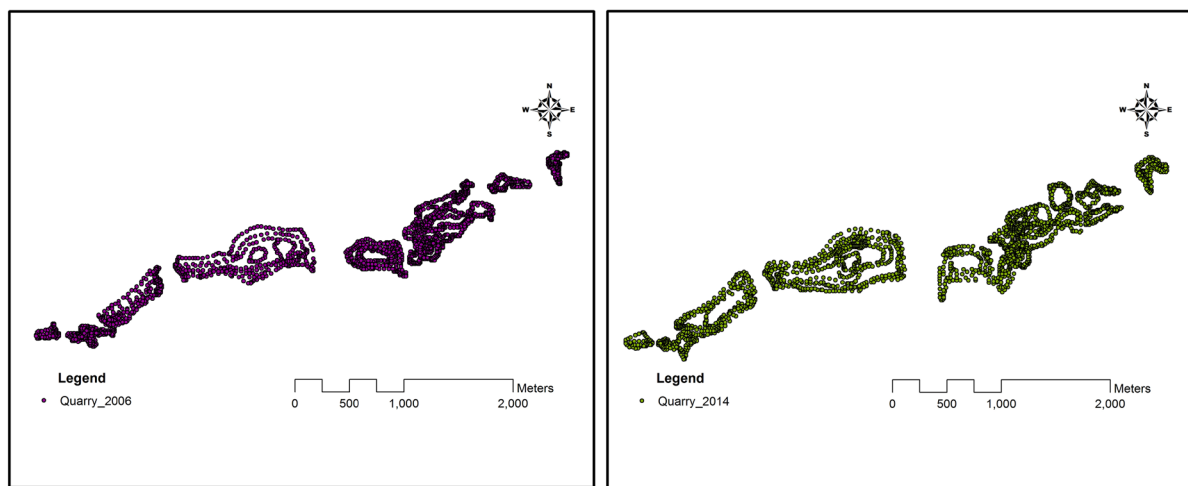 N
W E
S
Legend
Quarry_2006
Meters
0 500 1,000 2,000
N
W E
S
Legend
Quarry_2014
Meters
0 500 1,000 2,000